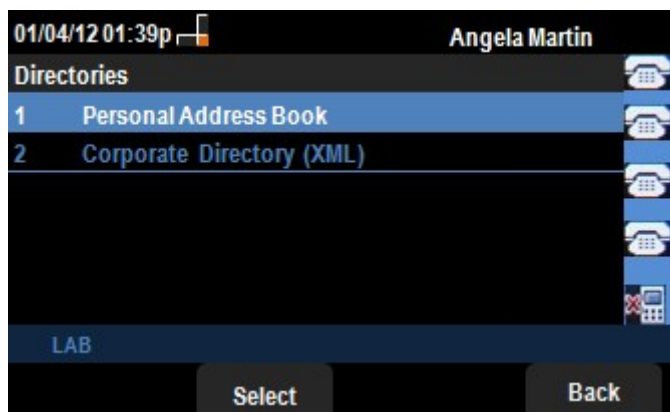 01/04/12 01:39p Angela Martin
Directories
1 Personal Address Book
2 Corporate Directory (XML)
LAB
Select Back